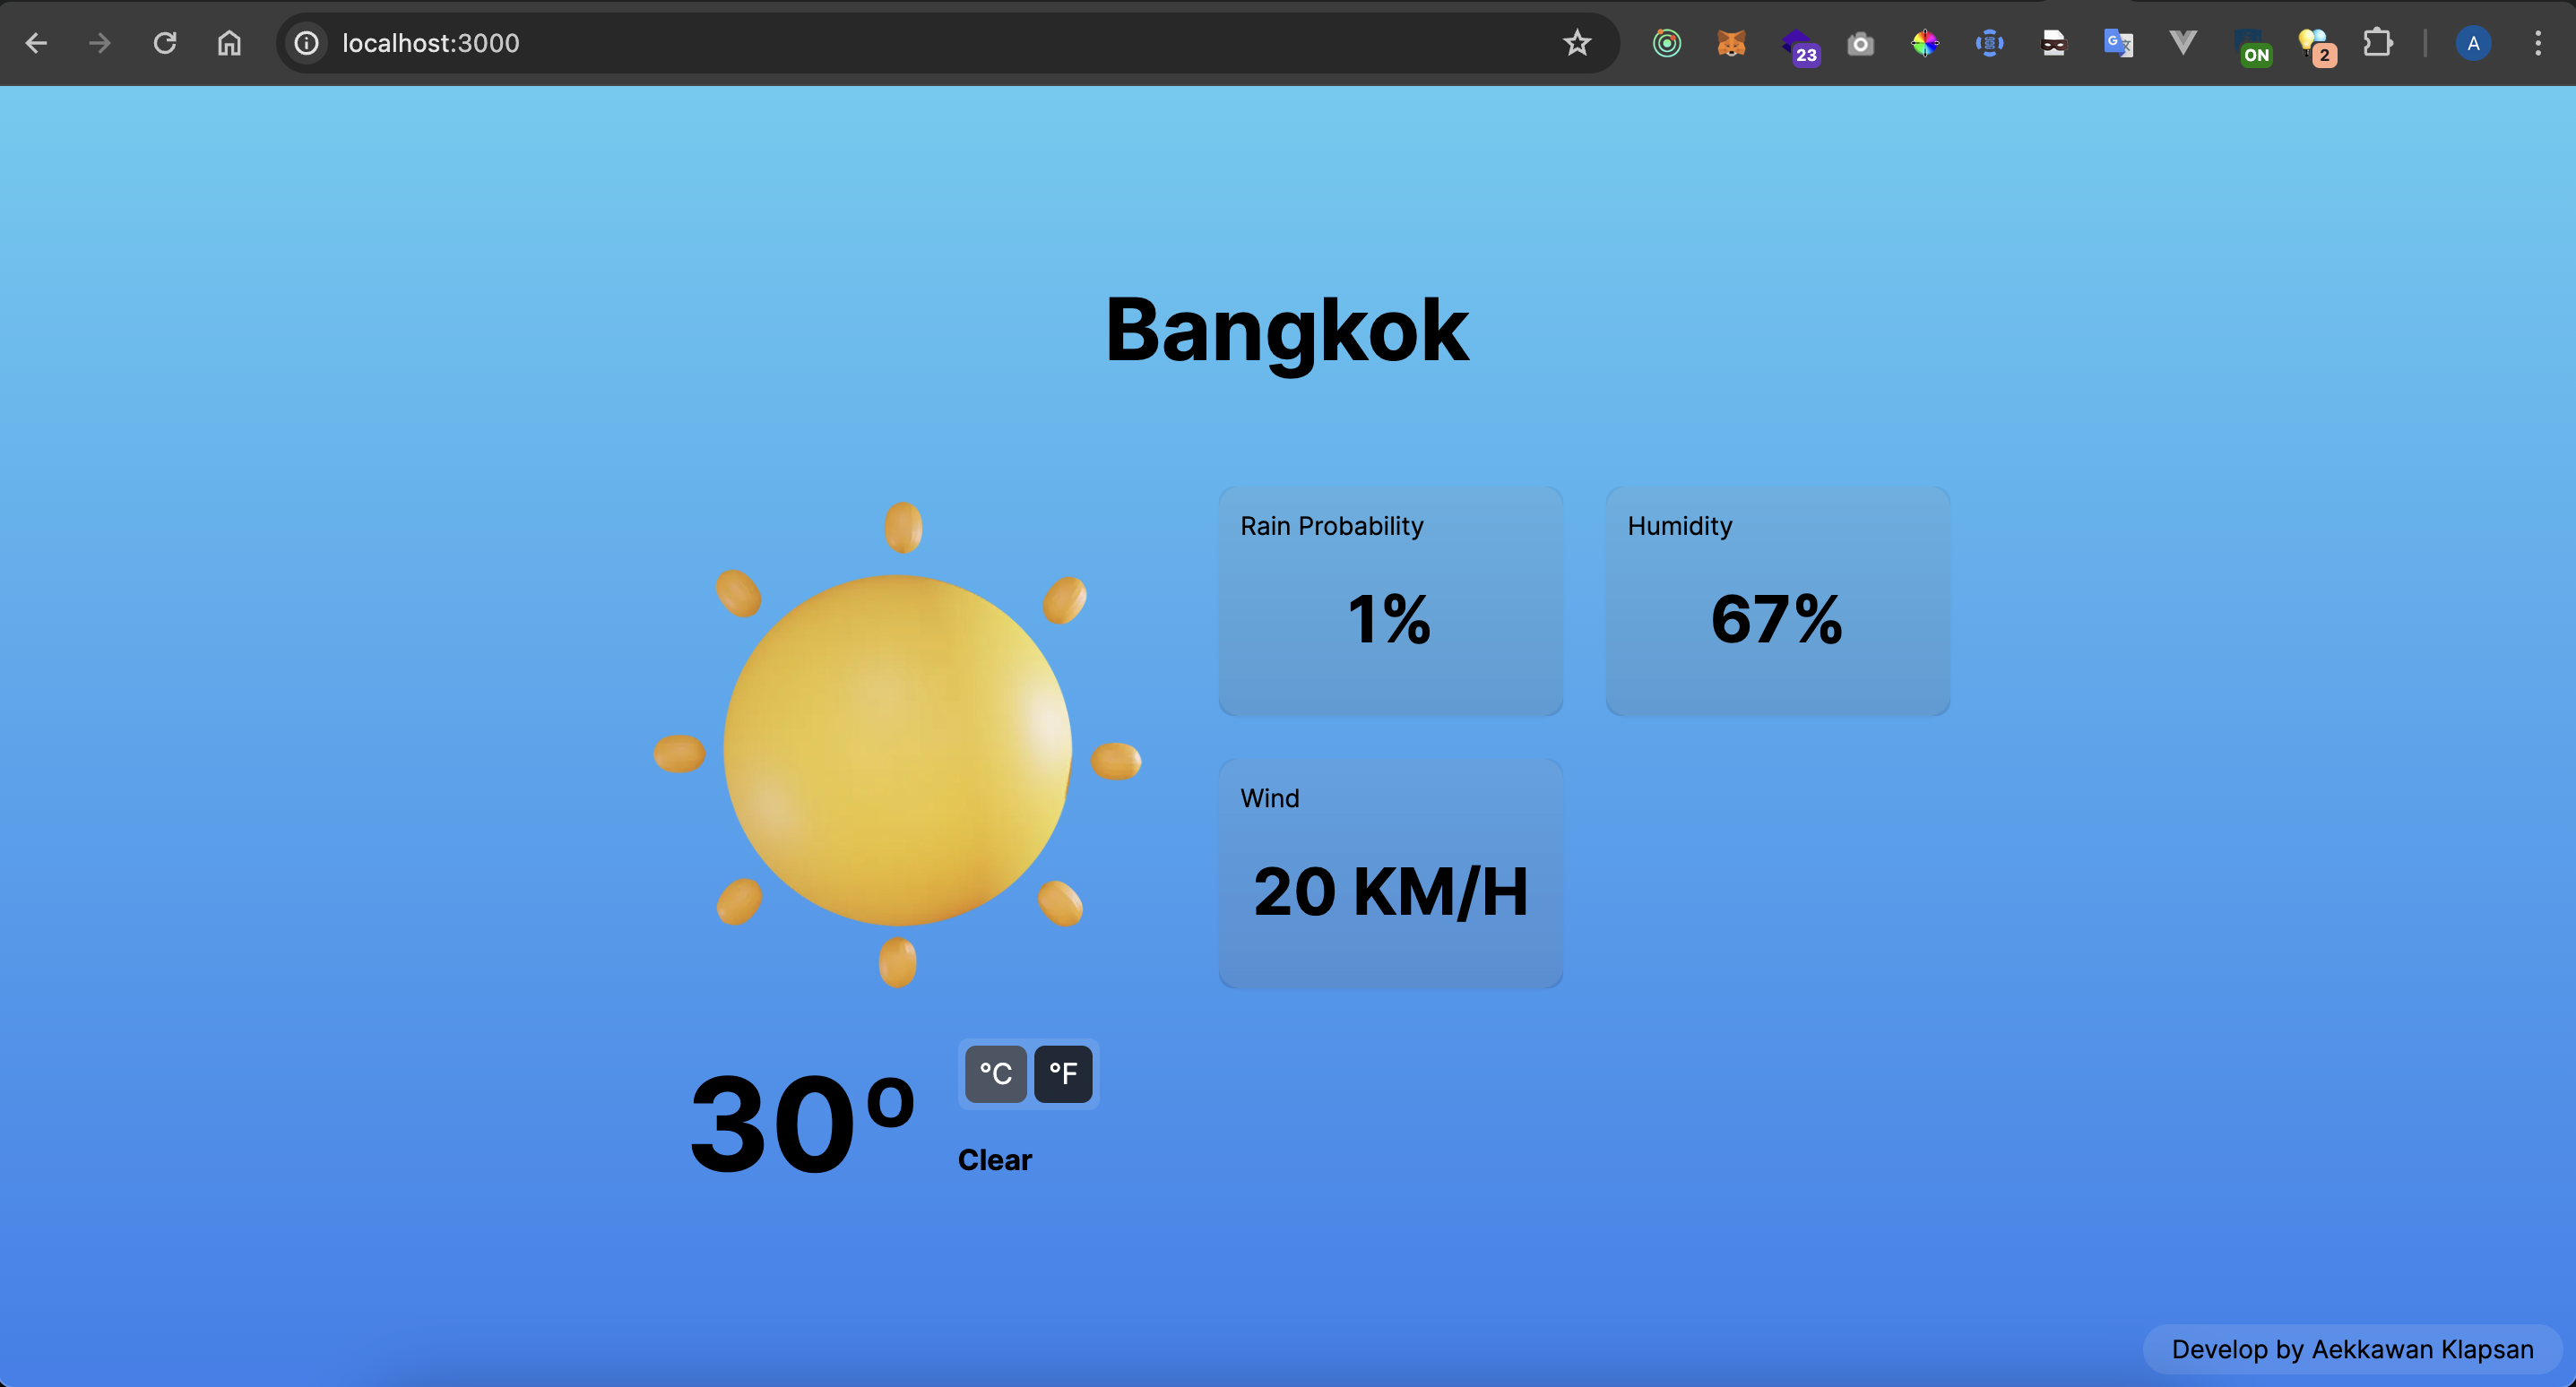 localhost:3000
23
ON
2
A
Bangkok
Rain Probability
1%
Humidity
67%
Wind
20 KM/H
30°
°C °F
Clear
Develop by Aekkawan Klapsan